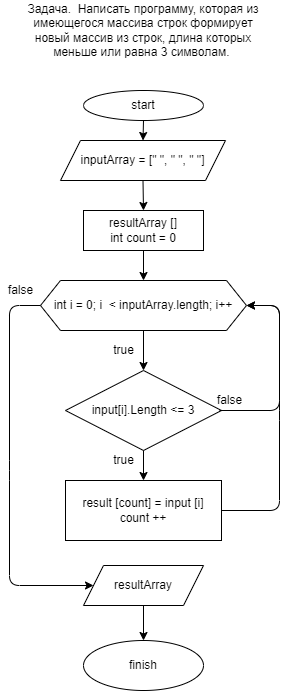 Задача. Написать программу, которая из
имеющегося массива строк формирует
новый массив из строк, длина которых
меньше или равна 3 символам.
start
inputArray = [" ", " ", " "]
resultArray []
int count = 0
false
int i = 0; i < inputArray.length; i++
true
input[i].Length <= 3
false
true
result [count] = input [i]
count ++
resultArray
finish